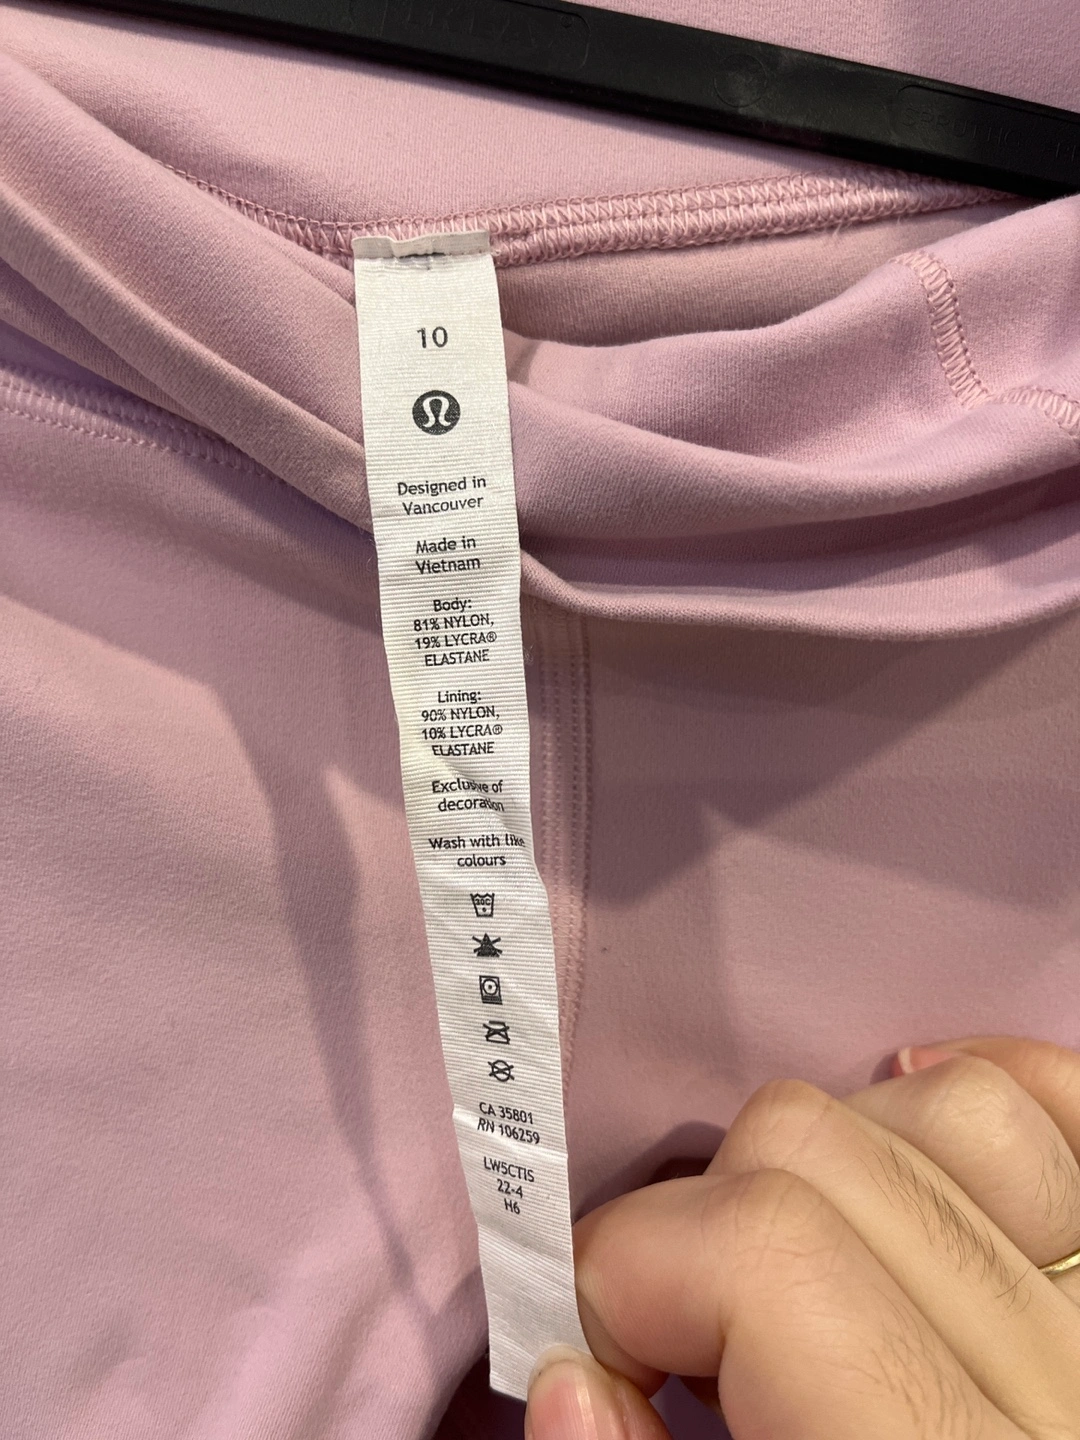 10
Designed in
Vancouver
Made in
Vietnam
Body:
81% NYLON,
19% LYCRA®
ELASTANE
Lining:
90% NYLON,
10% LYCRA®
ELASTANE
Exclusive of
decoration
Wash with like
colours
30C
CA 35801
RN 106259
LW5CTIS
22-4
H6